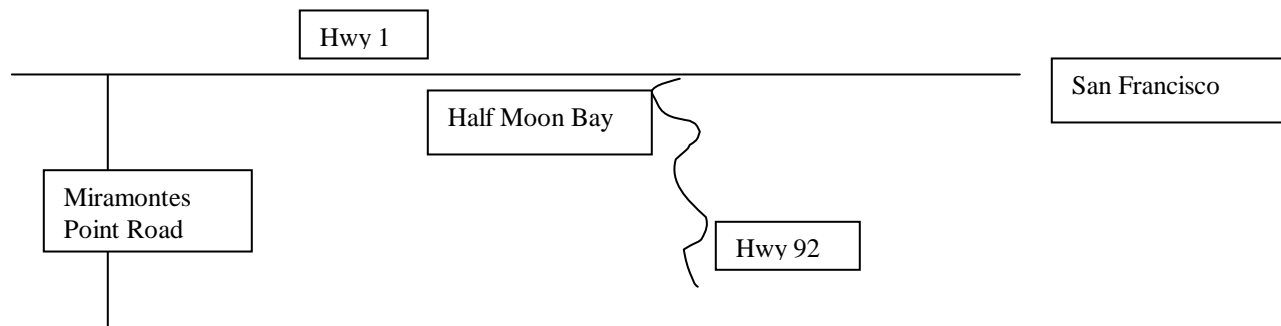 Hwy 1
San Francisco
Half Moon Bay
Miramontes
Point Road
Hwy 92